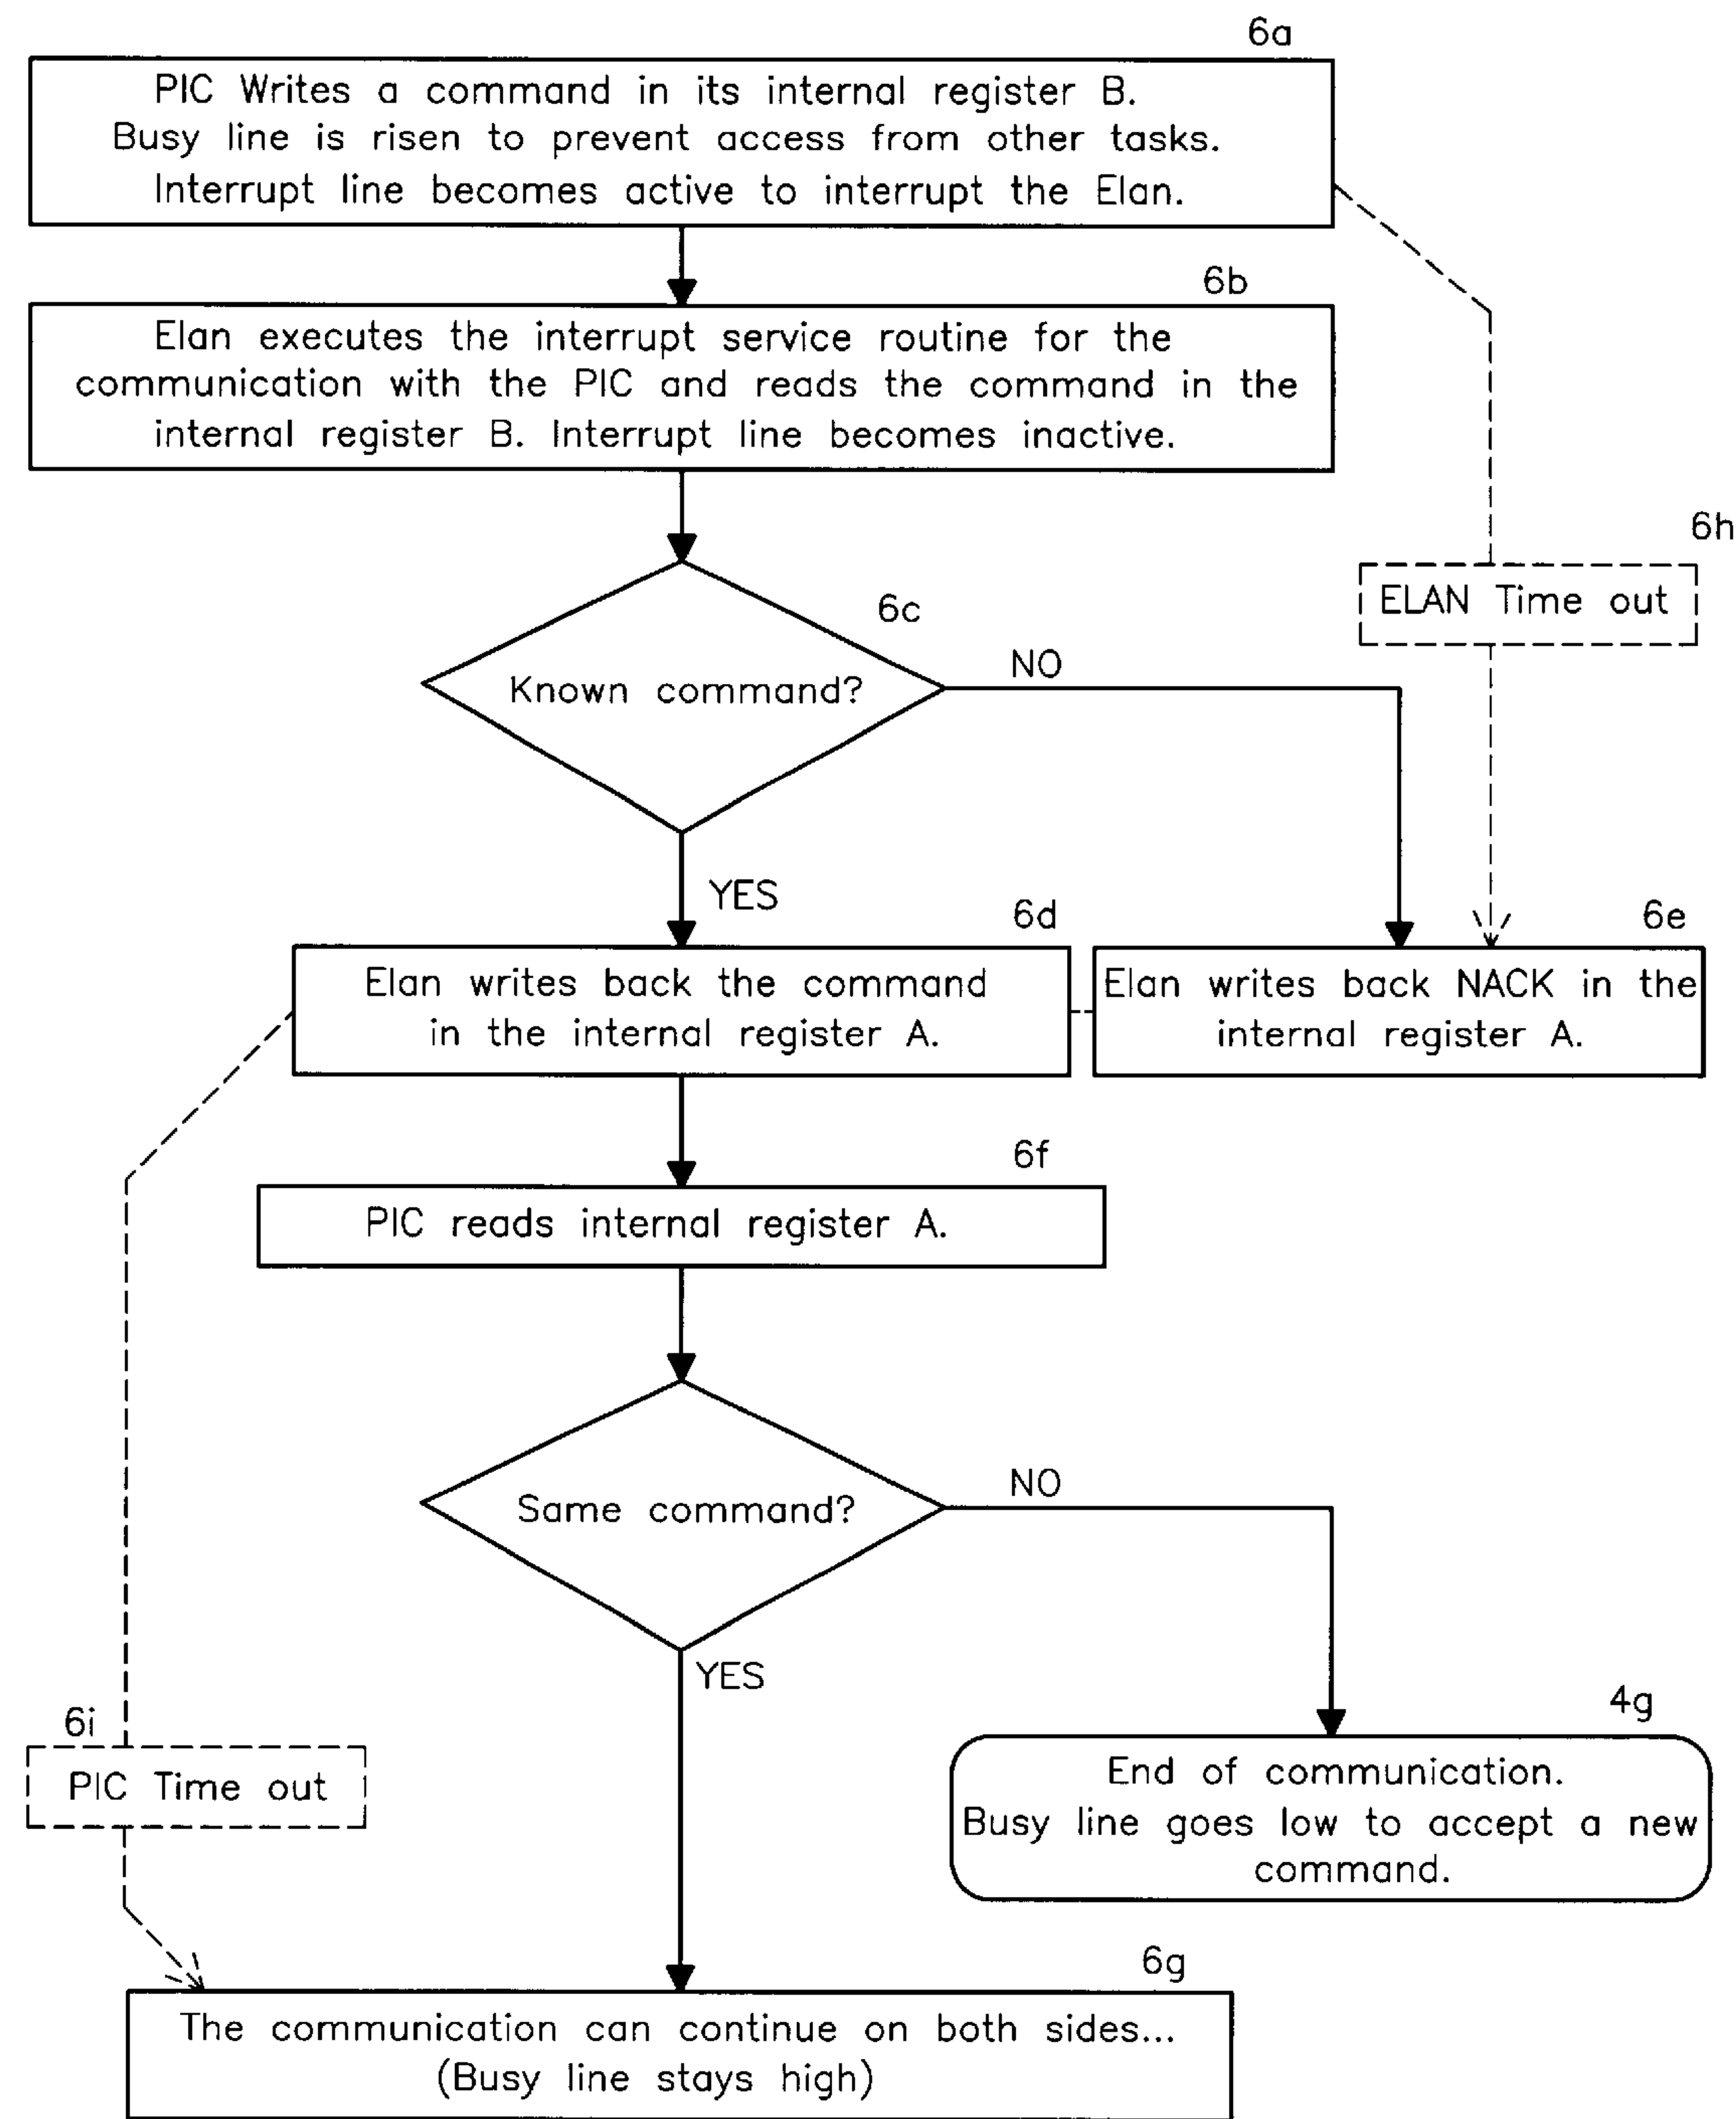 6a
PIC Writes a command in its internal register B.
Busy line is risen to prevent access from other tasks.
Interrupt line becomes active to interrupt the Elan.
6b
Elan executes the interrupt service routine for the
communication with the PIC and reads the command in the
internal register B. Interrupt line becomes inactive.
6h
ELAN Time out
6c
Known command?
NO
YES
6d
Elan writes back the command
in the internal register A.
6e
Elan writes back NACK in the
internal register A.
6f
PIC reads internal register A.
Same command?
NO
YES
6i
PIC Time out
4g
End of communication.
Busy line goes low to accept a new
command.
6g
The communication can continue on both sides...
(Busy line stays high)